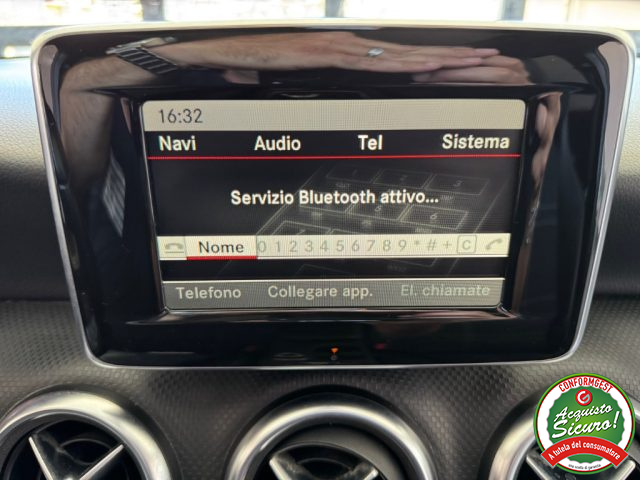 16:32
Navi Audio Tel Sistema
Servizio Bluetooth attivo...
Nome 0 1 2 3 4 5 6 7 8 9 * # + C
Telefono Collegare app. El. chiamate
CONFORMGEST
Acquisto
Sicuro!
A tutela del consumatore